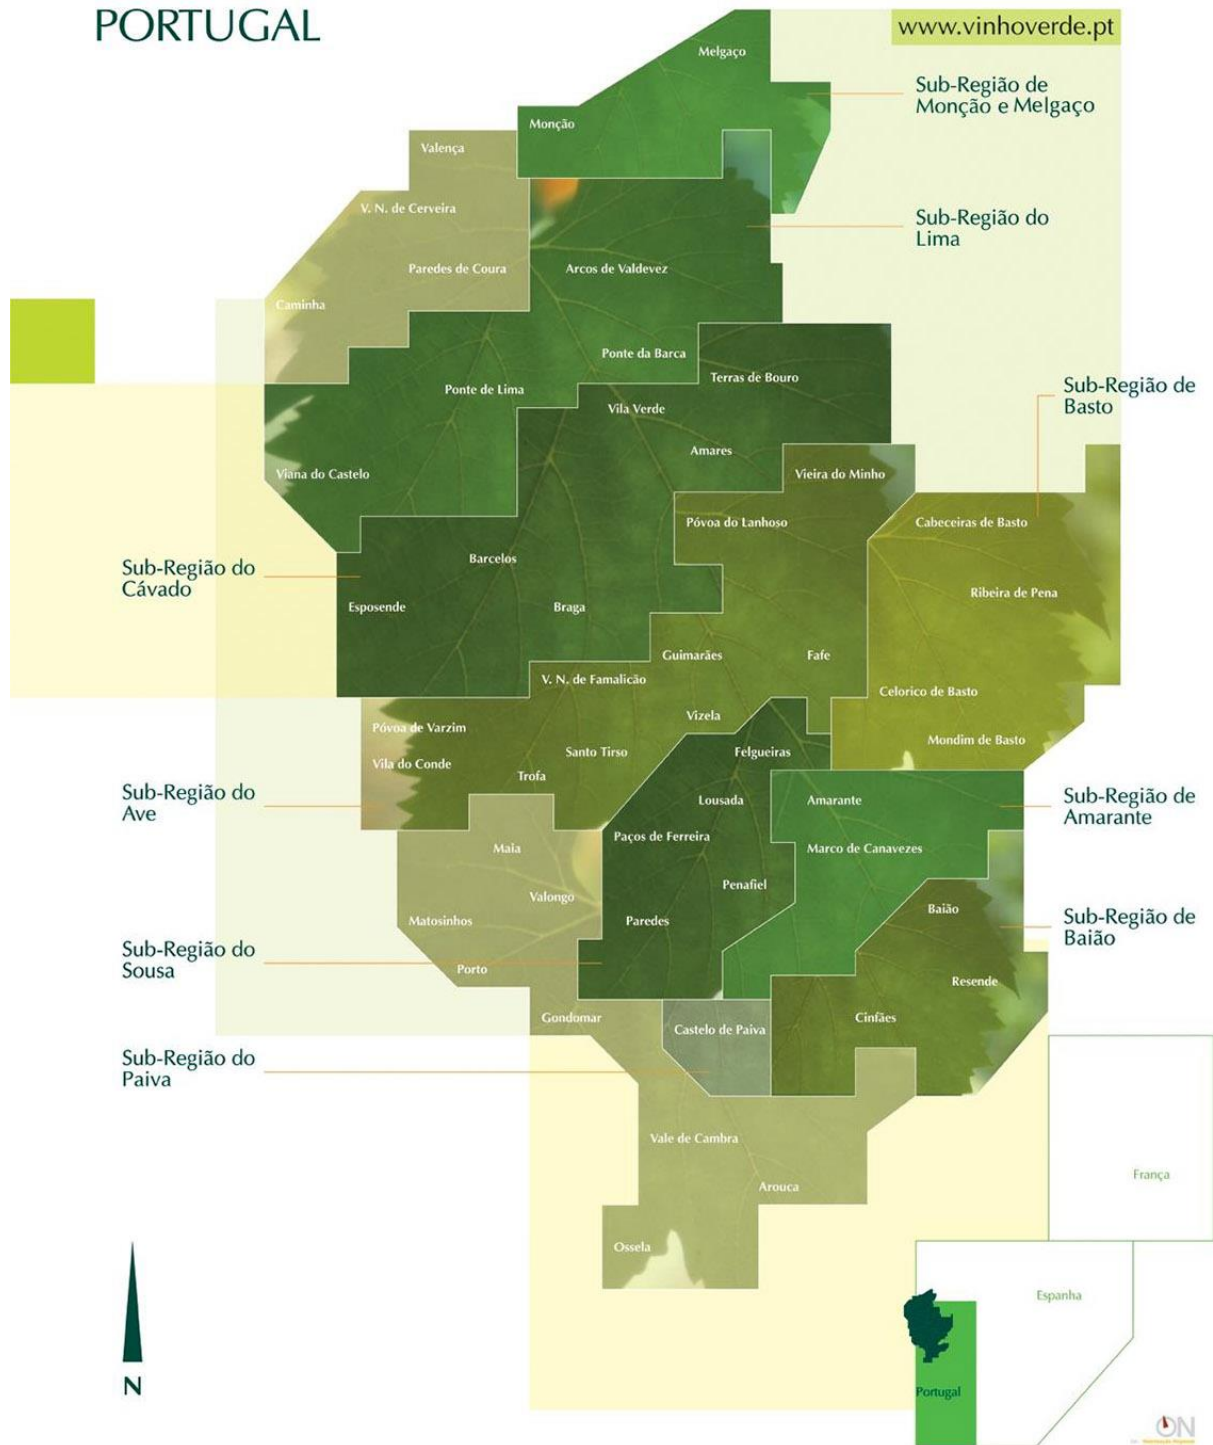 PORTUGAL
www.vinhoverde.pt
Melgaço
Sub-Região de
Monção e Melgaço
Monção
Valença
V. N. de Cerveira
Sub-Região do
Lima
Paredes de Coura
Arcos de Valdevez
Caminha
Ponte da Barca
Terras de Bouro
Sub-Região de
Basto
Ponte de Lima
Vila Verde
Amares
Viana do Castelo
Vieira do Minho
Póvoa do Lanhoso
Cabeceiras de Basto
Sub-Região do
Cávado
Barcelos
Esposende
Braga
Ribeira de Pena
Guimarães
Fafe
V. N. de Famalicão
Celorico de Basto
Vizela
Póvoa de Varzim
Mondim de Basto
Santo Tirso
Felgueiras
Vila do Conde
Trofa
Sub-Região do
Ave
Lousada
Amarante
Sub-Região de
Amarante
Paços de Ferreira
Maia
Marco de Canavezes
Penafiel
Valongo
Baião
Sub-Região de
Baião
Matosinhos
Paredes
Sub-Região do
Sousa
Porto
Resende
Gondomar
Castelo de Paiva
Cinfães
Sub-Região do
Paiva
Vale de Cambra
Arouca
França
Ossela
Espanha
N
Portugal
ON